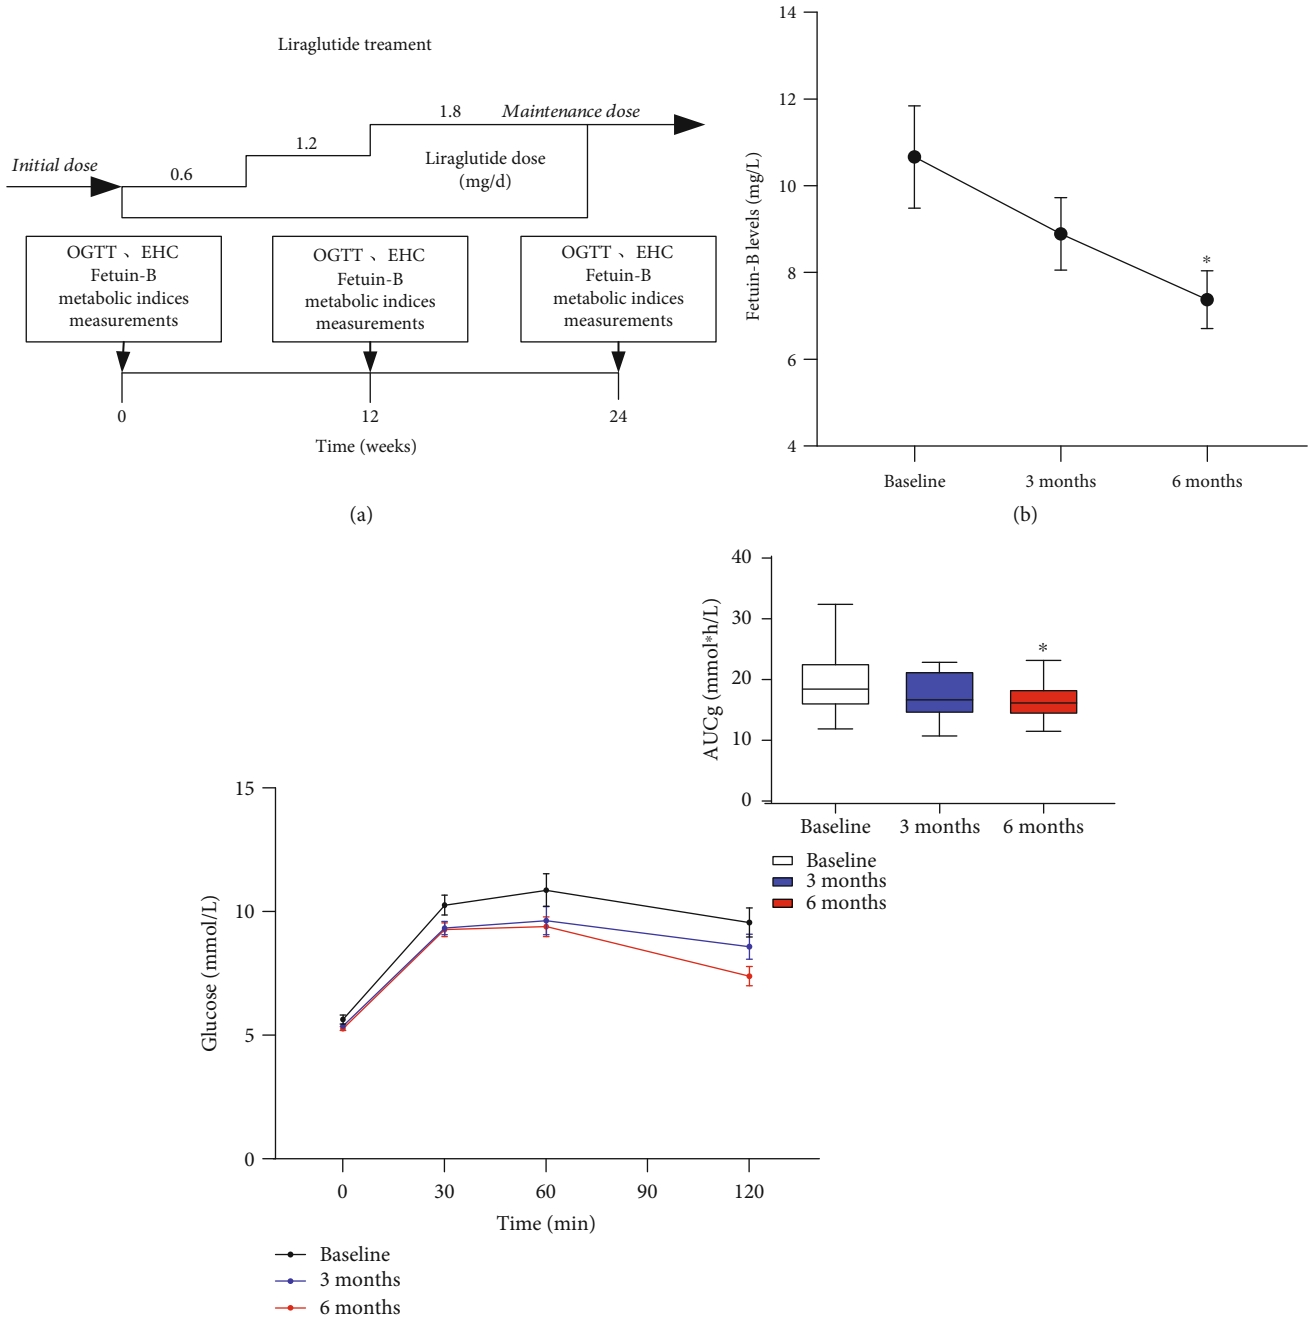 Liraglutide treament
1.8
Maintenance dose
1.2
Initial dose
0.6
Liraglutide dose
(mg/d)
OGTT 、 EHC
Fetuin-B
metabolic indices
measurements
OGTT 、 EHC
Fetuin-B
metabolic indices
measurements
OGTT 、 EHC
Fetuin-B
metabolic indices
measurements
0
12
24
Time (weeks)
(a)
14
12
10
8
6
4
Fetuin-B levels (mg/L)
*
Baseline
3 months
6 months
(b)
40
30
20
10
0
AUCg (mmol*h/L)
*
Baseline
3 months
6 months
Baseline
3 months
6 months
15
10
5
0
Glucose (mmol/L)
0
30
60
90
120
Time (min)
Baseline
3 months
6 months